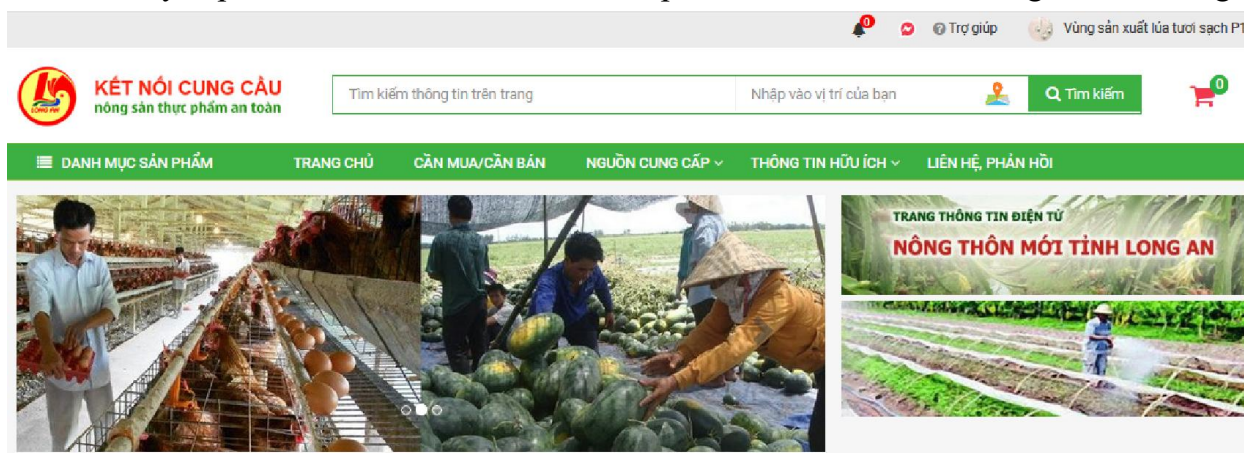 0
Trợ giúp
Vùng sản xuất lúa tươi sạch P1
LONG AN
KẾT NỐI CUNG CẦU
nông sản thực phẩm an toàn
Tìm kiếm thông tin trên trang
Nhập vào vị trí của bạn
Tìm kiếm
0
DANH MỤC SẢN PHẨM
TRANG CHỦ
CẦN MUA/CẦN BÁN
NGUỒN CUNG CẤP
THÔNG TIN HỮU ÍCH
LIÊN HỆ, PHẢN HỒI
TRANG THÔNG TIN ĐIỆN TỬ
NÔNG THÔN MỚI TỈNH LONG AN